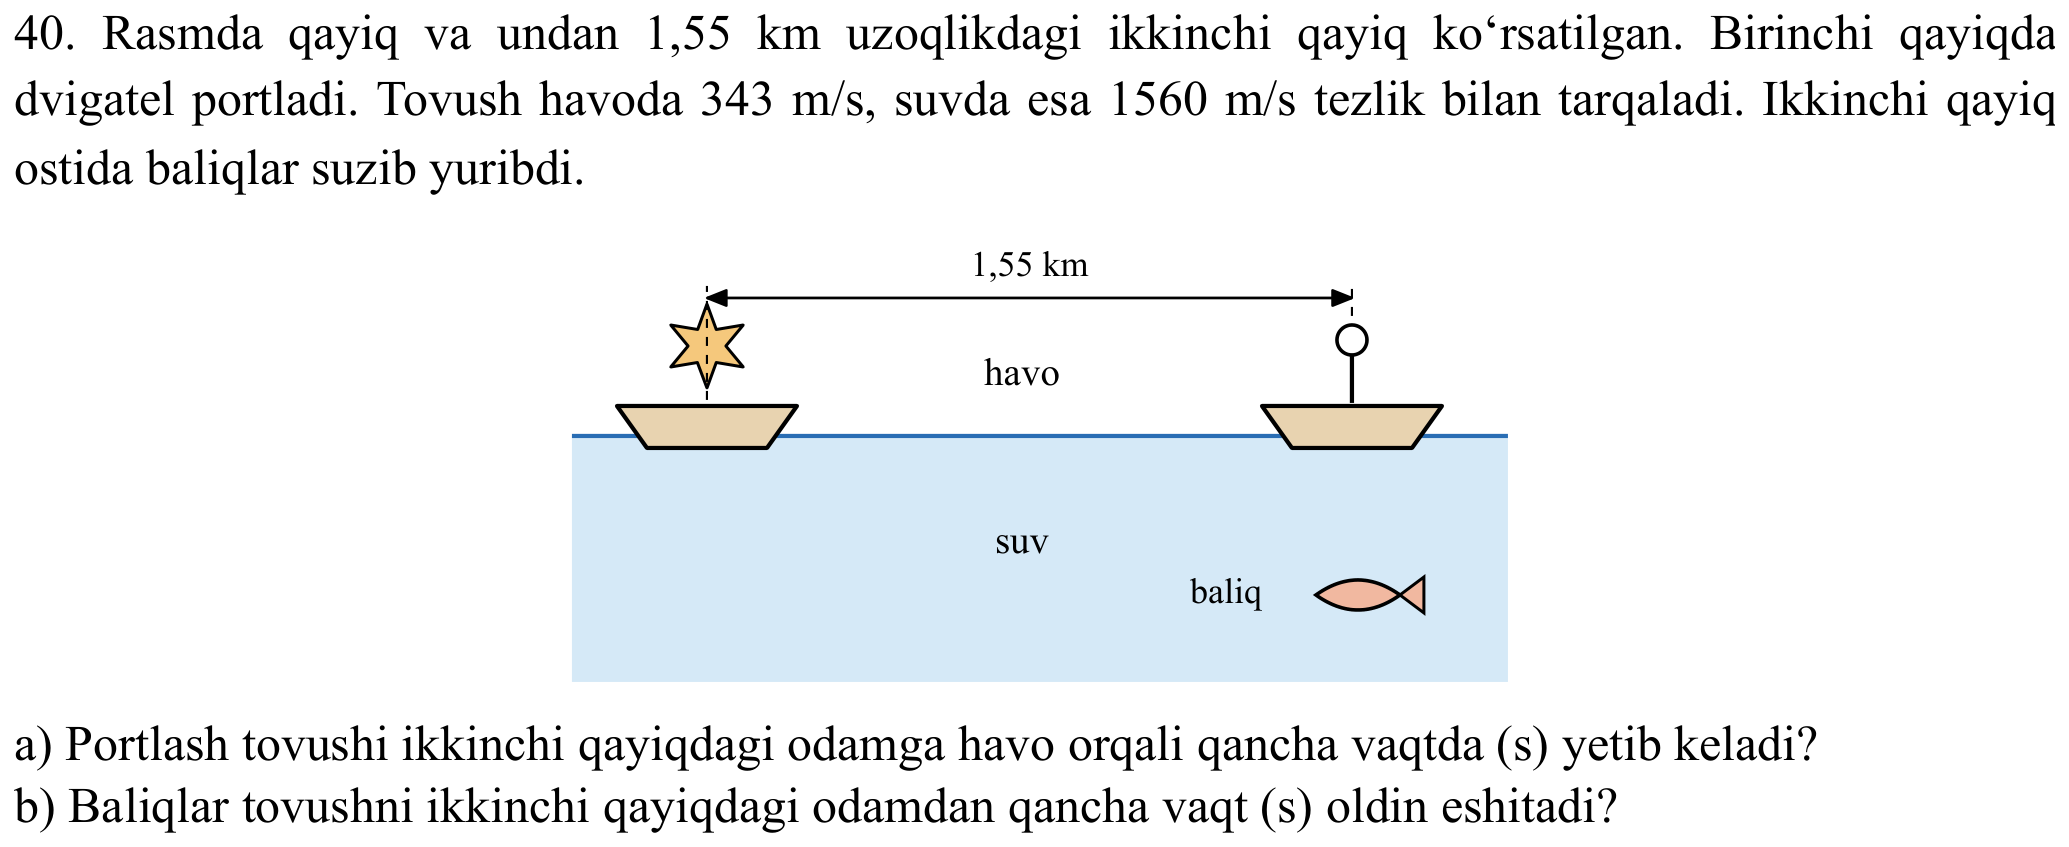 40. Rasmda qayiq va undan 1,55 km uzoqlikdagi ikkinchi qayiq ko‘rsatilgan. Birinchi qayiqda
dvigatel portladi. Tovush havoda 343 m/s, suvda esa 1560 m/s tezlik bilan tarqaladi. Ikkinchi qayiq
ostida baliqlar suzib yuribdi.
1,55 km
havo
suv
baliq
a) Portlash tovushi ikkinchi qayiqdagi odamga havo orqali qancha vaqtda (s) yetib keladi?
b) Baliqlar tovushni ikkinchi qayiqdagi odamdan qancha vaqt (s) oldin eshitadi?